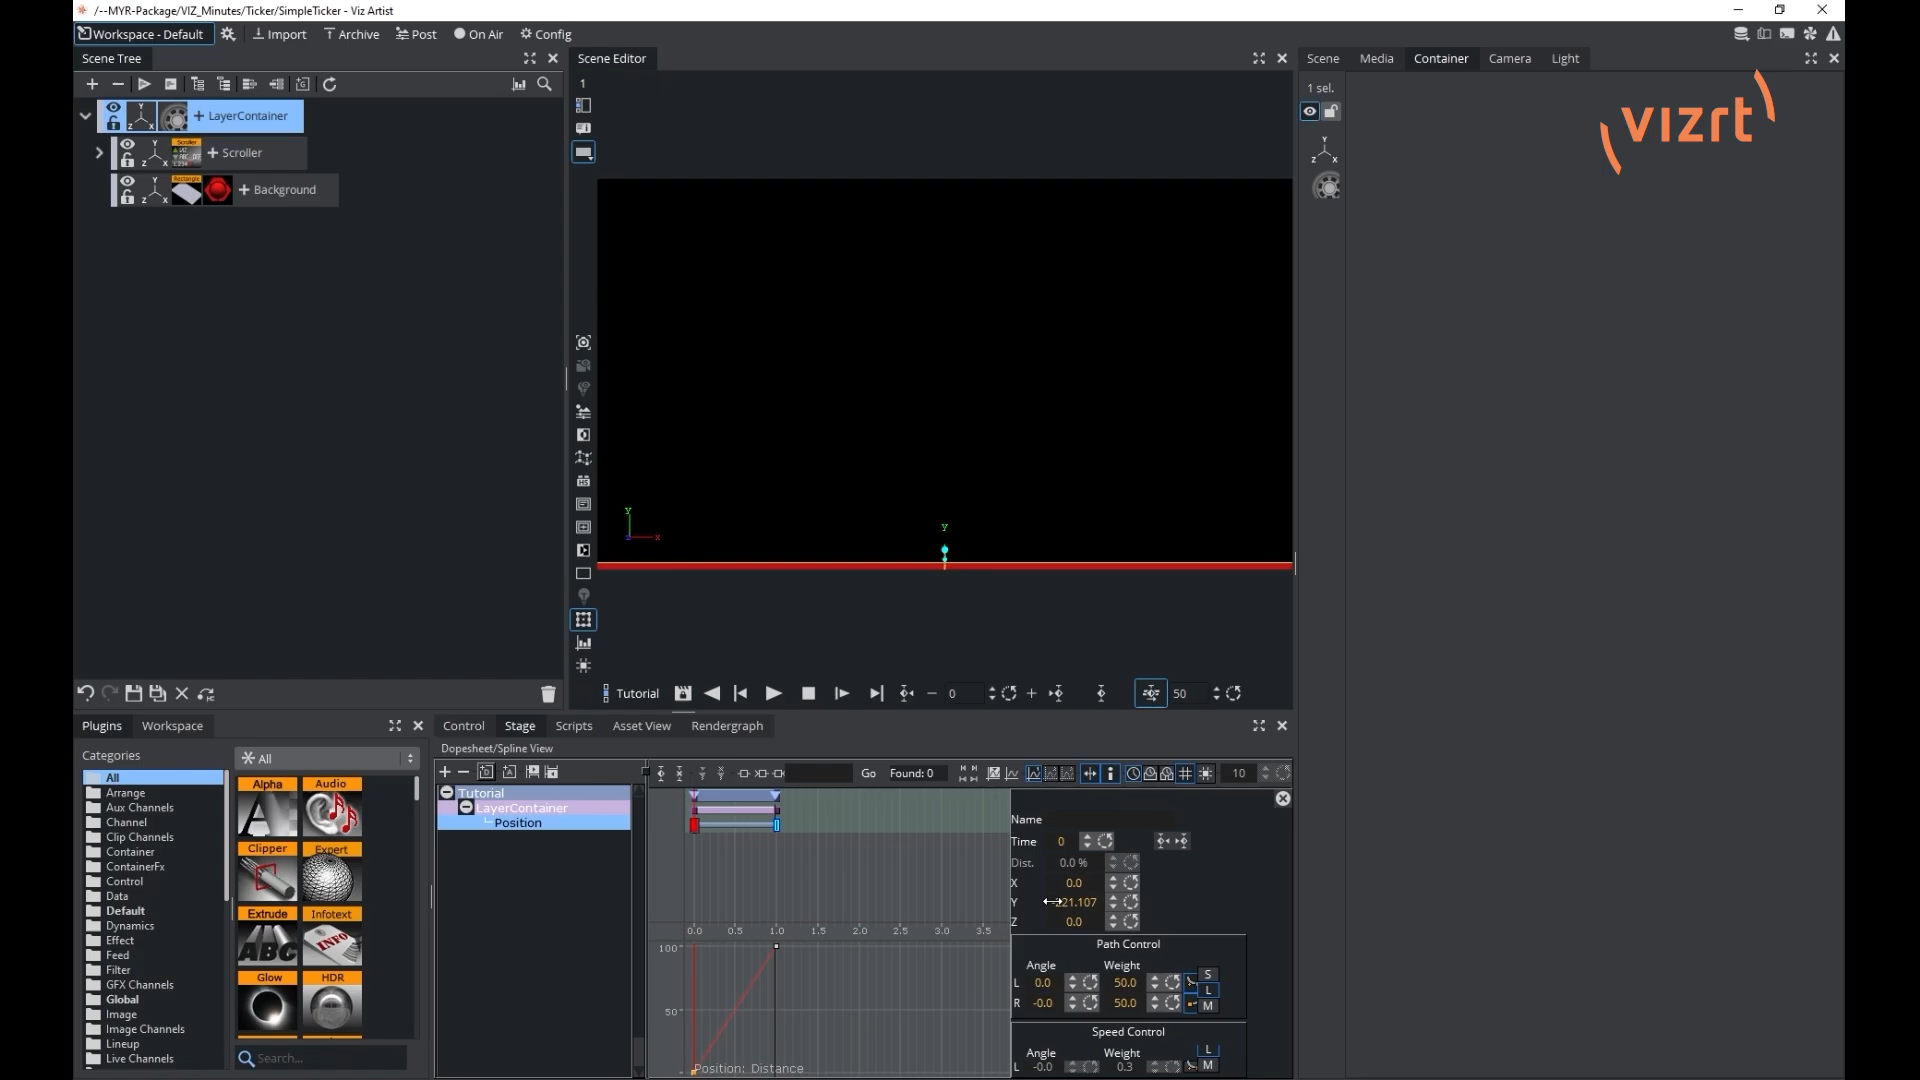 /--MYR-Package/VIZ_Minutes/Ticker/SimpleTicker - Viz Artist
Workspace - Default
Import
Archive
Post
On Air
Config
Scene Tree
Scene Editor
Scene
Media
Container
Camera
Light
1
1 sel.
vizrt
+ LayerContainer
+ Scroller
+ Background
Y
Y
X
Tutorial
0
50
Plugins
Workspace
Control
Stage
Scripts
Asset View
Rendergraph
Categories
All
Dopesheet/Spline View
Go
Found: 0
10
All
Arrange
Aux Channels
Channel
Clip Channels
Container
ContainerFx
Control
Data
Default
Dynamics
Effect
Feed
Filter
GFX Channels
Global
Image
Image Channels
Lineup
Live Channels
Alpha
Audio
Clipper
Expert
Extrude
Infotext
Glow
HDR
Search...
Tutorial
LayerContainer
Position
Name
Time
0
Dist.
0.0 %
X
0.0
Y
Z
0.0
0.0
0.5
1.0
1.5
2.0
2.5
3.0
3.5
100
50
Position: Distance
Path Control
Angle
Weight
L
0.0
50.0
S
L
R
-0.0
50.0
M
Speed Control
Angle
Weight
L
L
-0.0
0.3
M